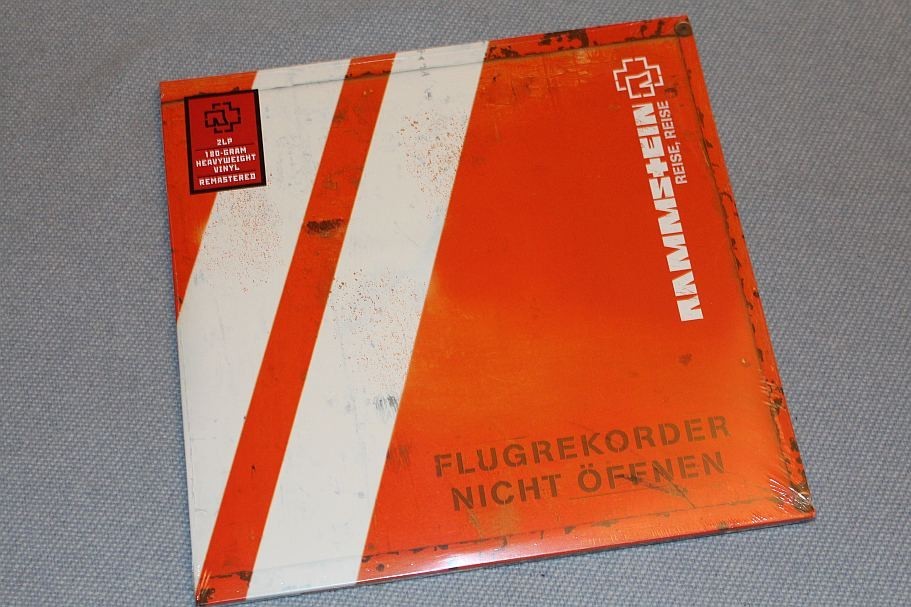 2LP
180-GRAM
HEAVYWEIGHT
VINYL
REMASTERED
RAMMSTEIN
REISE, REISE
FLUGREKORDER
NICHT ÖFFNEN